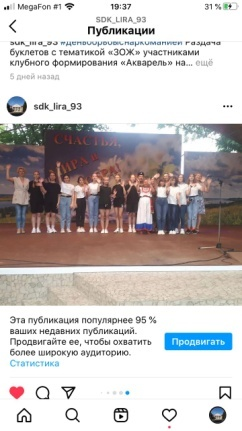 MegaFon #1
19:37
31 %
SDK_LIRA_93
Публикации
sdk_lira_93 #деньборьбыснаркоманией Раздача
буклетов с тематикой «ЗОЖ» участниками
клубного формирования «Акварель» на... ещё
5 дней назад
sdk_lira_93
СЧАСТЬЯ,
Эта публикация популярнее 95 %
ваших недавних публикаций.
Продвигайте ее, чтобы охватить
более широкую аудиторию.
Статистика
Продвигать